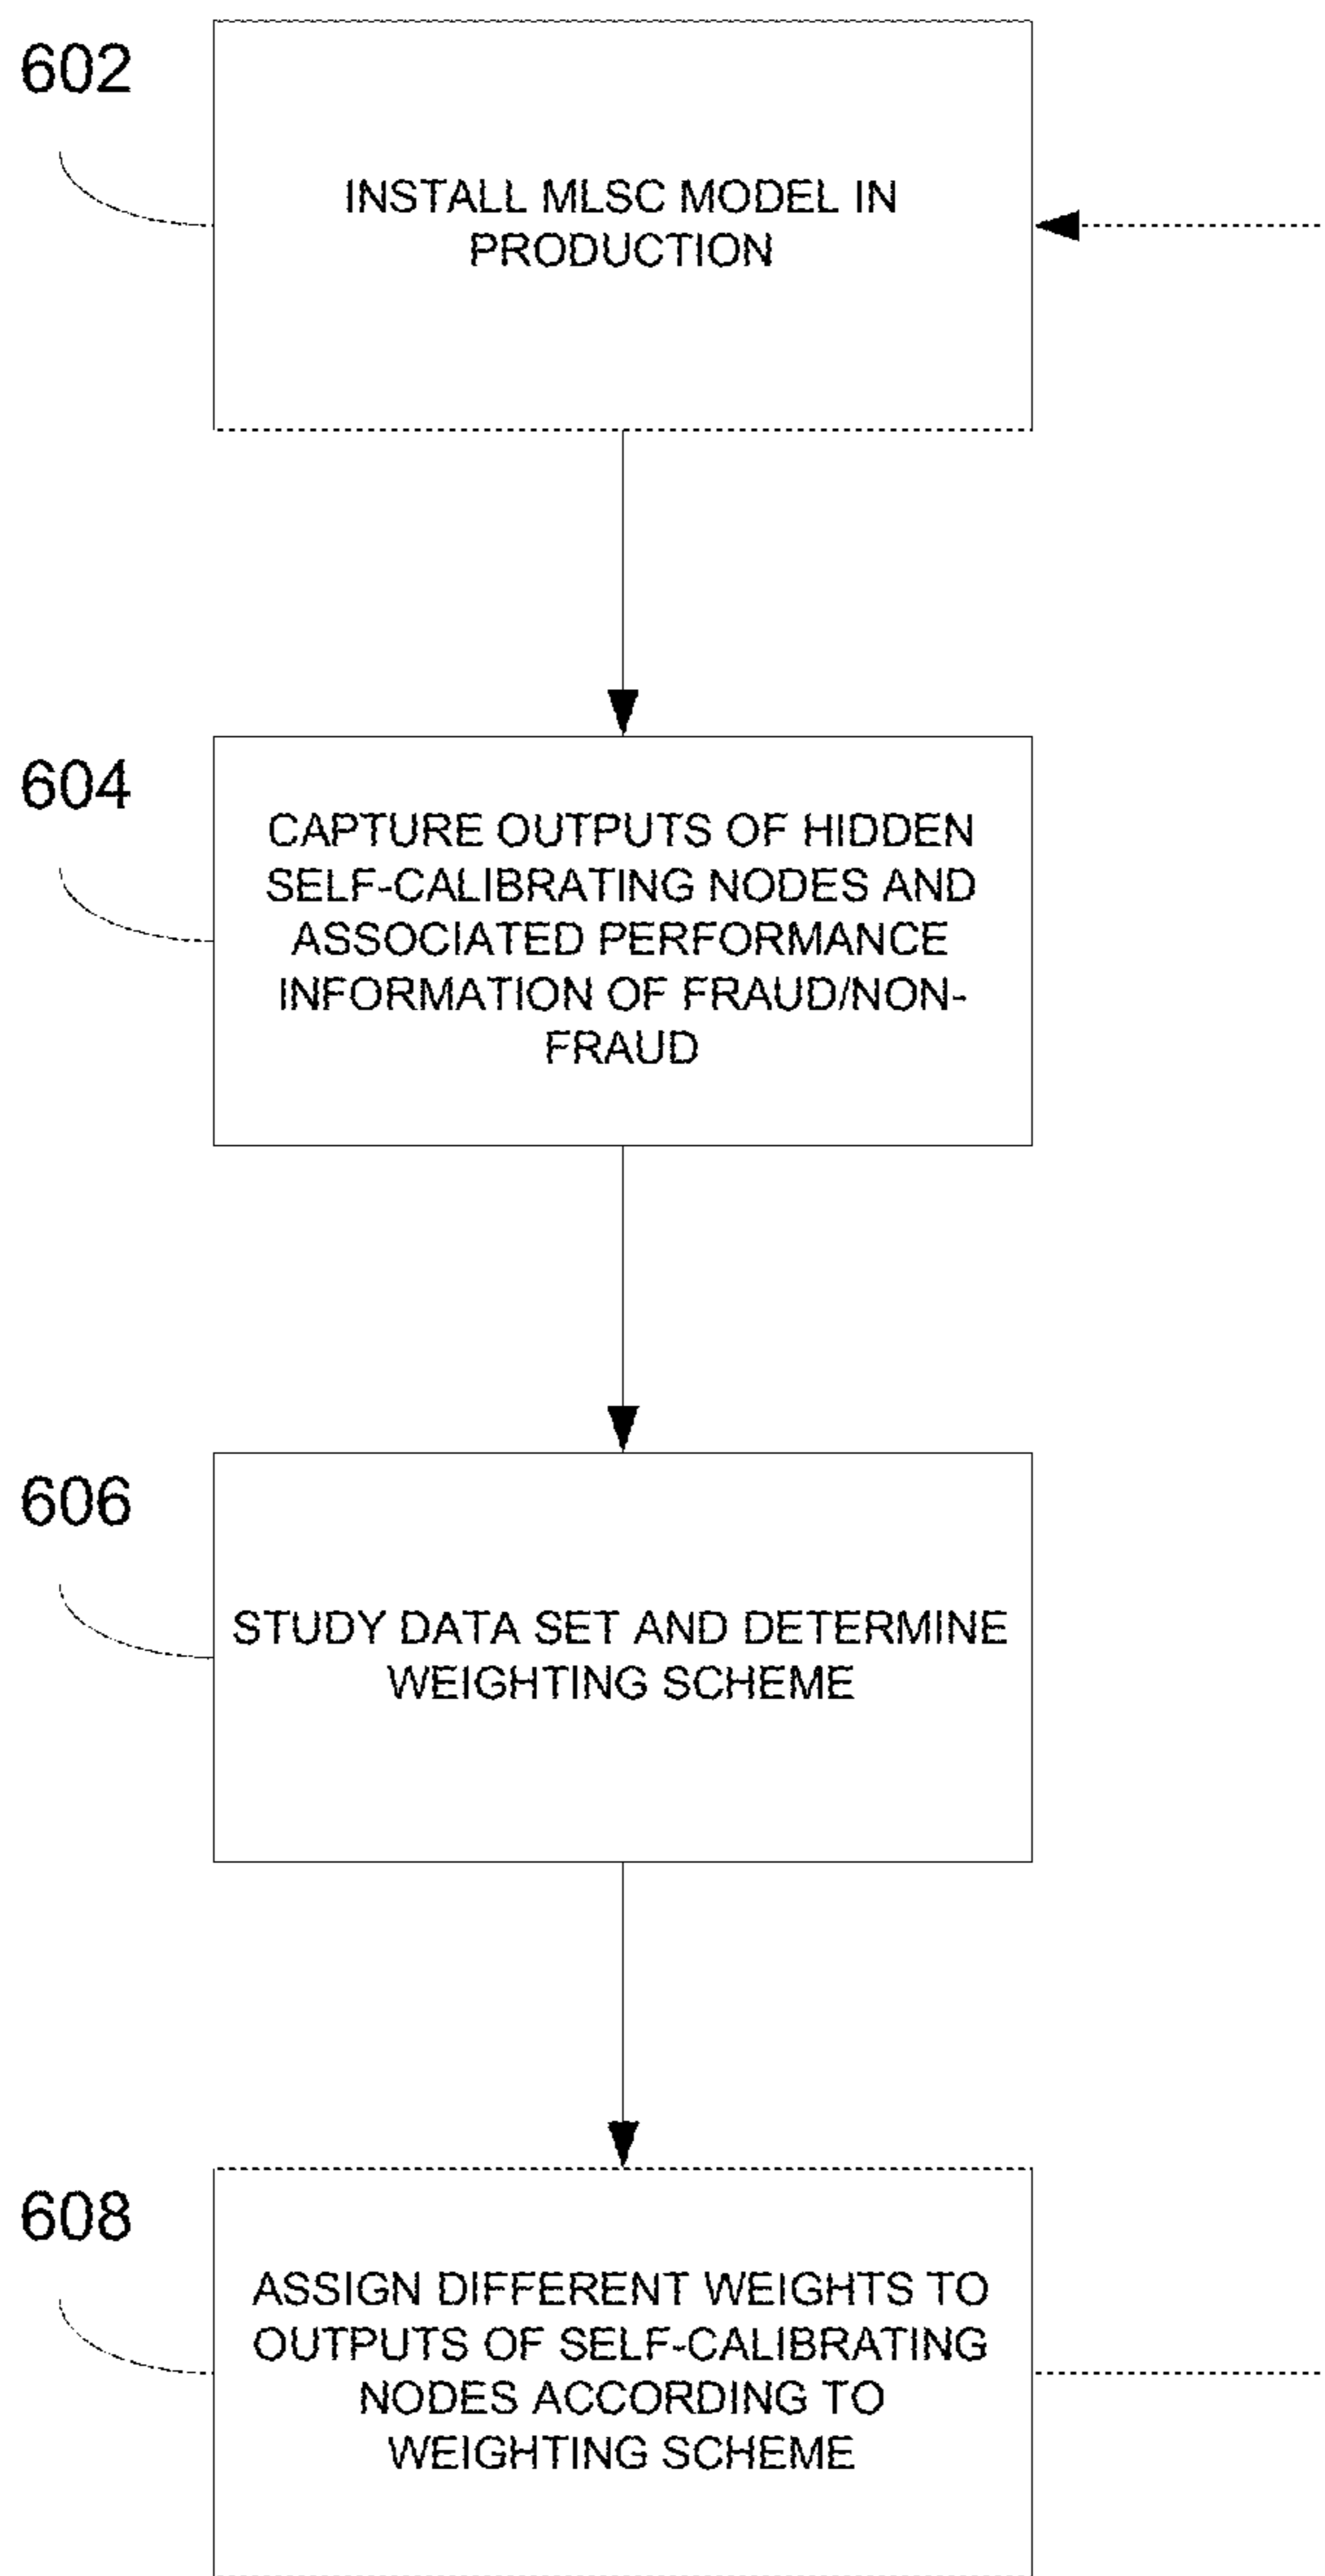 602
INSTALL MLSC MODEL IN
PRODUCTION
604
CAPTURE OUTPUTS OF HIDDEN
SELF-CALIBRATING NODES AND
ASSOCIATED PERFORMANCE
INFORMATION OF FRAUD/NON-
FRAUD
606
STUDY DATA SET AND DETERMINE
WEIGHTING SCHEME
608
ASSIGN DIFFERENT WEIGHTS TO
OUTPUTS OF SELF-CALIBRATING
NODES ACCORDING TO
WEIGHTING SCHEME